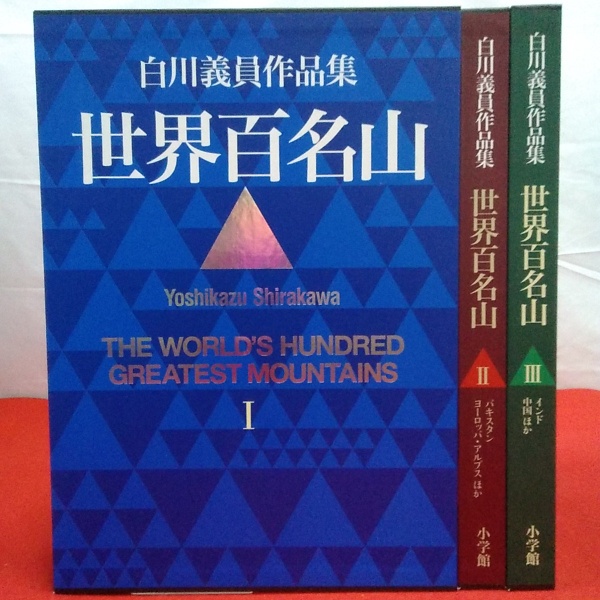 白川義員作品集
世界百名山
Yoshikazu Shirakawa
THE WORLD'S HUNDRED
GREATEST MOUNTAINS
I
白川義員作品集
世界百名山
II
パキスタン
ヨーロッパ・アルプスほか
小学館
白川義員作品集
世界百名山
III
インド
中国ほか
小学館